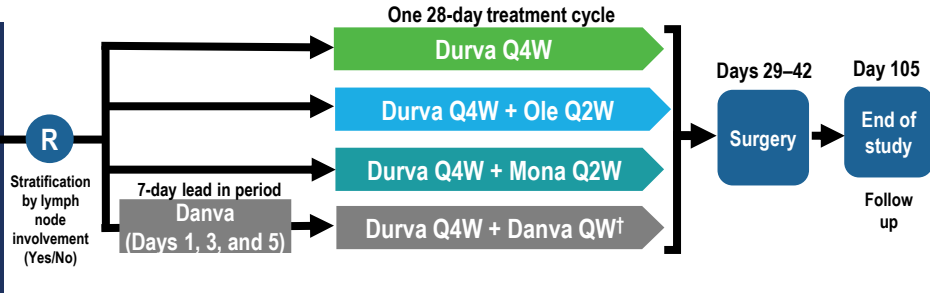 One 28-day treatment cycle
Durva Q4W
Durva Q4W + Ole Q2W
Durva Q4W + Mona Q2W
Durva Q4W + Danva QW†
R
Stratification
by lymph
node
involvement
(Yes/No)
7-day lead in period
Danva
(Days 1, 3, and 5)
Days 29–42
Surgery
Day 105
End of
study
Follow
up